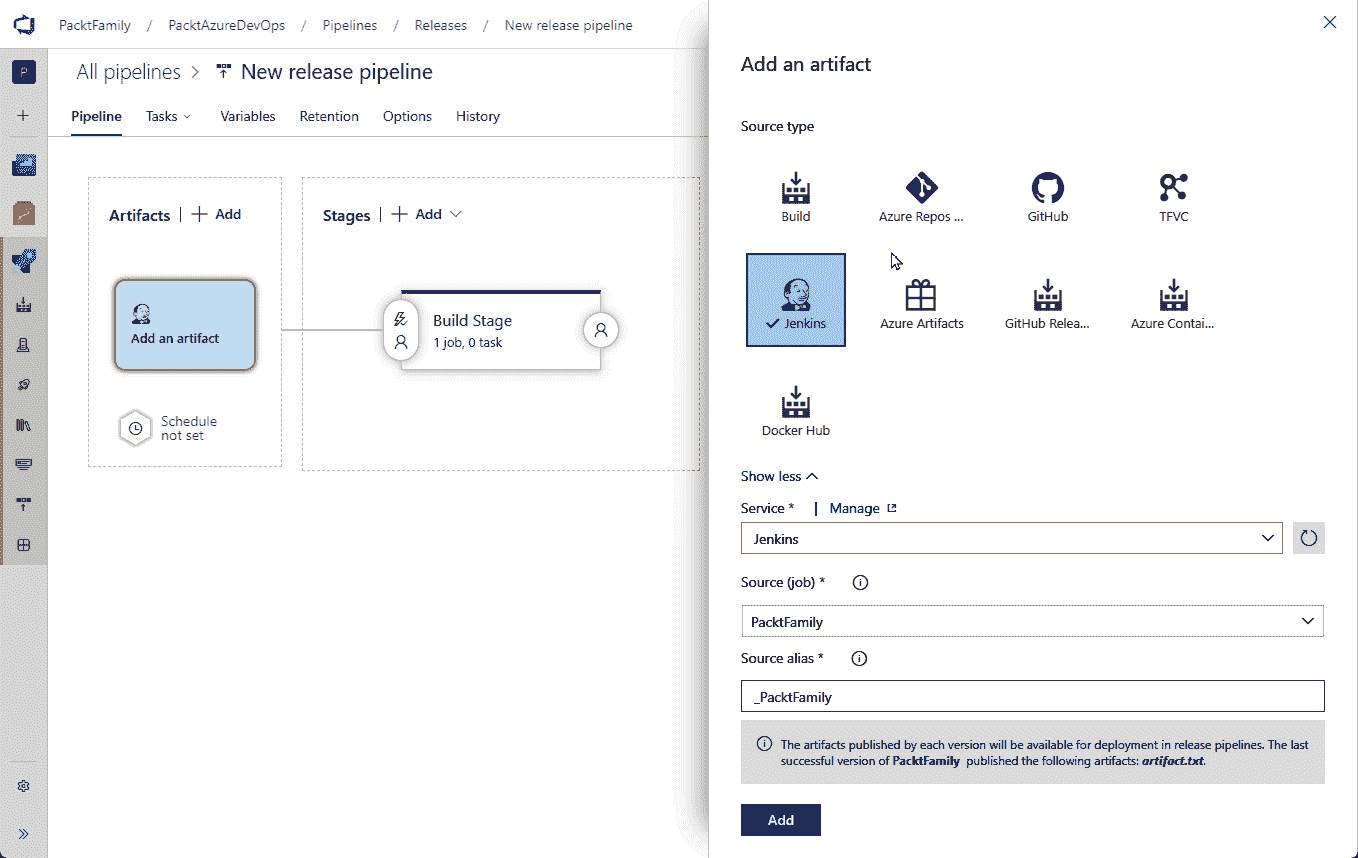 PacktFamily / PacktAzureDevOps / Pipelines / Releases / New release pipeline
P
All pipelines > New release pipeline
Pipeline Tasks Variables Retention Options History
Artifacts | + Add
Stages | + Add
Add an artifact
Build Stage
1 job, 0 task
Schedule
not set
Add an artifact
Source type
Build
Azure Repos ...
GitHub
TFVC
Jenkins
Azure Artifacts
GitHub Relea...
Azure Contai...
Docker Hub
Show less
Service * | Manage
Jenkins
Source (job) *
PacktFamily
Source alias *
_PacktFamily
The artifacts published by each version will be available for deployment in release pipelines. The last
successful version of PacktFamily published the following artifacts: artifact.txt.
Add